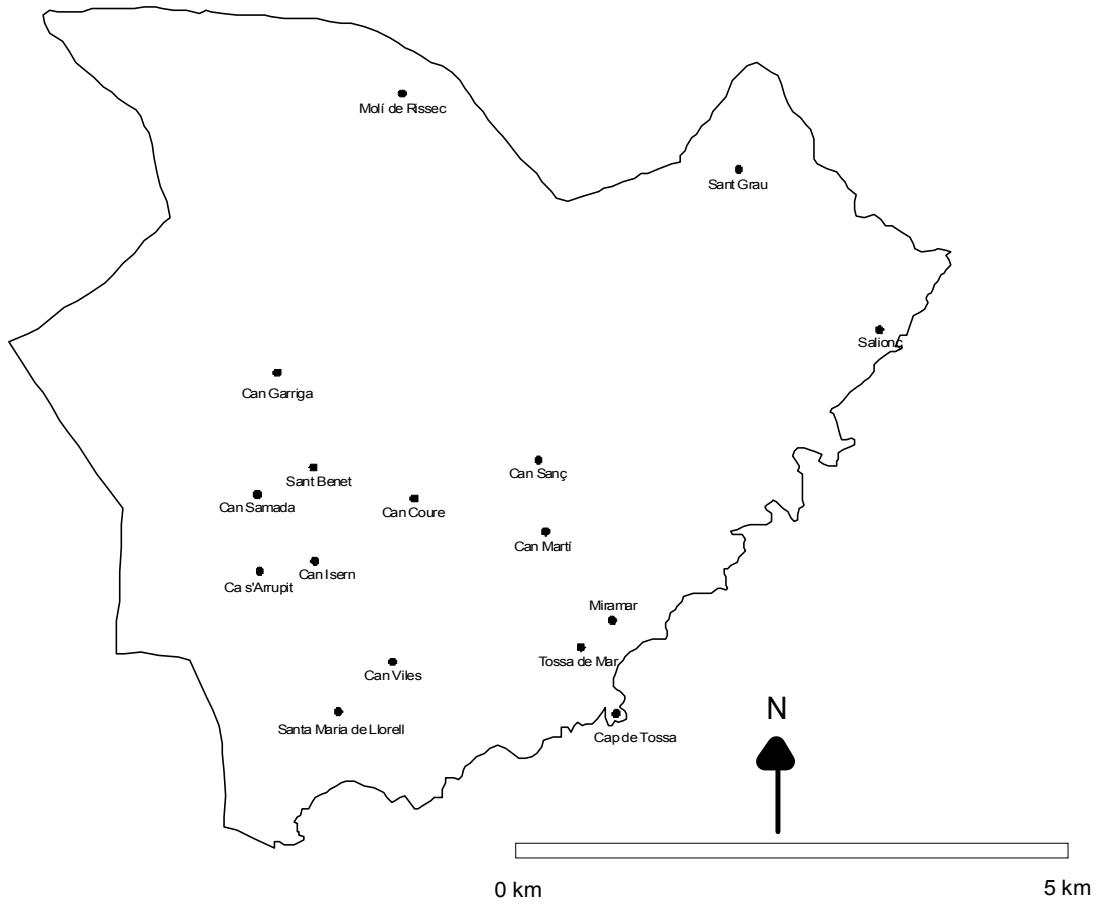 Molí de Rissec
Sant Grau
Salionç
Can Garriga
Can Sanç
Sant Benet
Can Samada
Can Coure
Can Martí
Can Isern
Ca s'Arrupit
Miramar
Tossa de Mar
Can Viles
Santa Maria de Llorell
Cap de Tossa
N
0 km
5 km